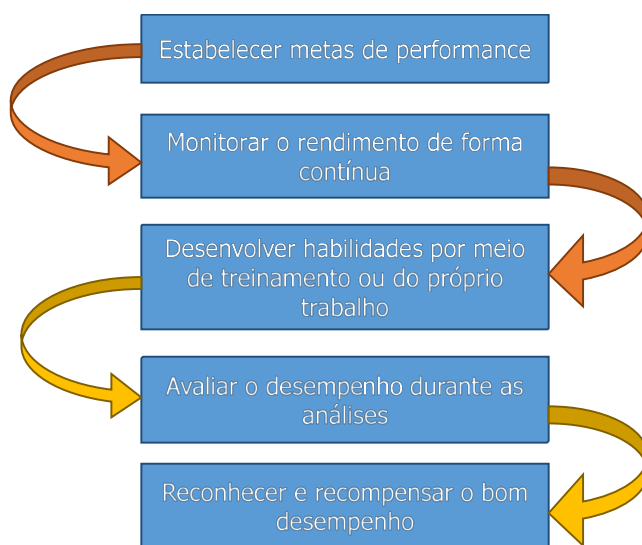 Estabelecer metas de performance
Monitorar o rendimento de forma
contínua
Desenvolver habilidades por meio
de treinamento ou do próprio
trabalho
Avaliar o desempenho durante as
análises
Reconhecer e recompensar o bom
desempenho